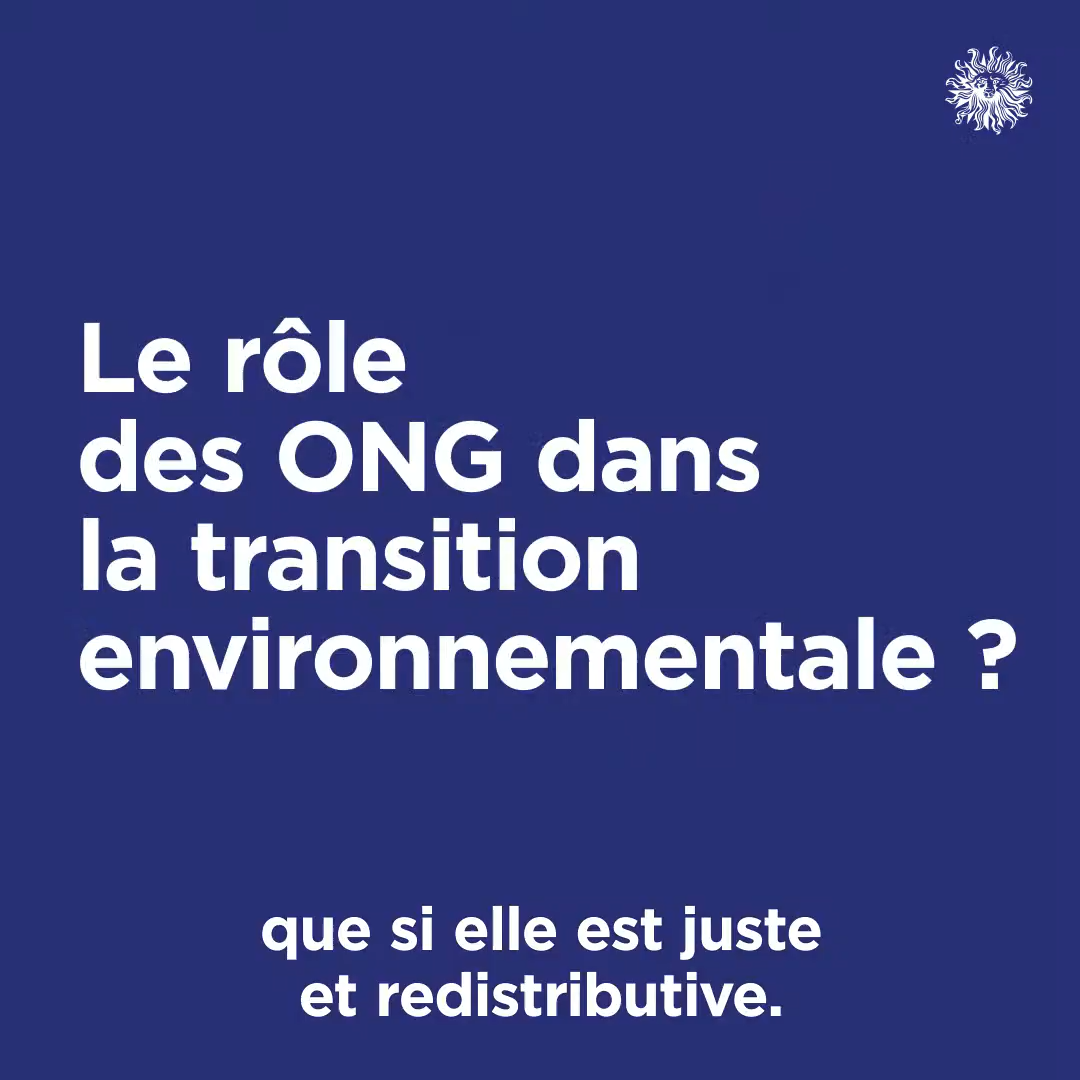 Le rôle
des ONG dans
la transition
environnementale ?
que si elle est juste
et redistributive.